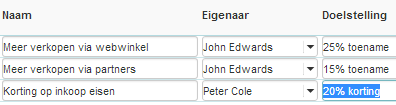 Naam Eigenaar Doelstelling
Meer verkopen via webwinkel John Edwards 25% toename
Meer verkopen via partners John Edwards 15% toename
Korting op inkoop eisen Peter Cole 20% korting